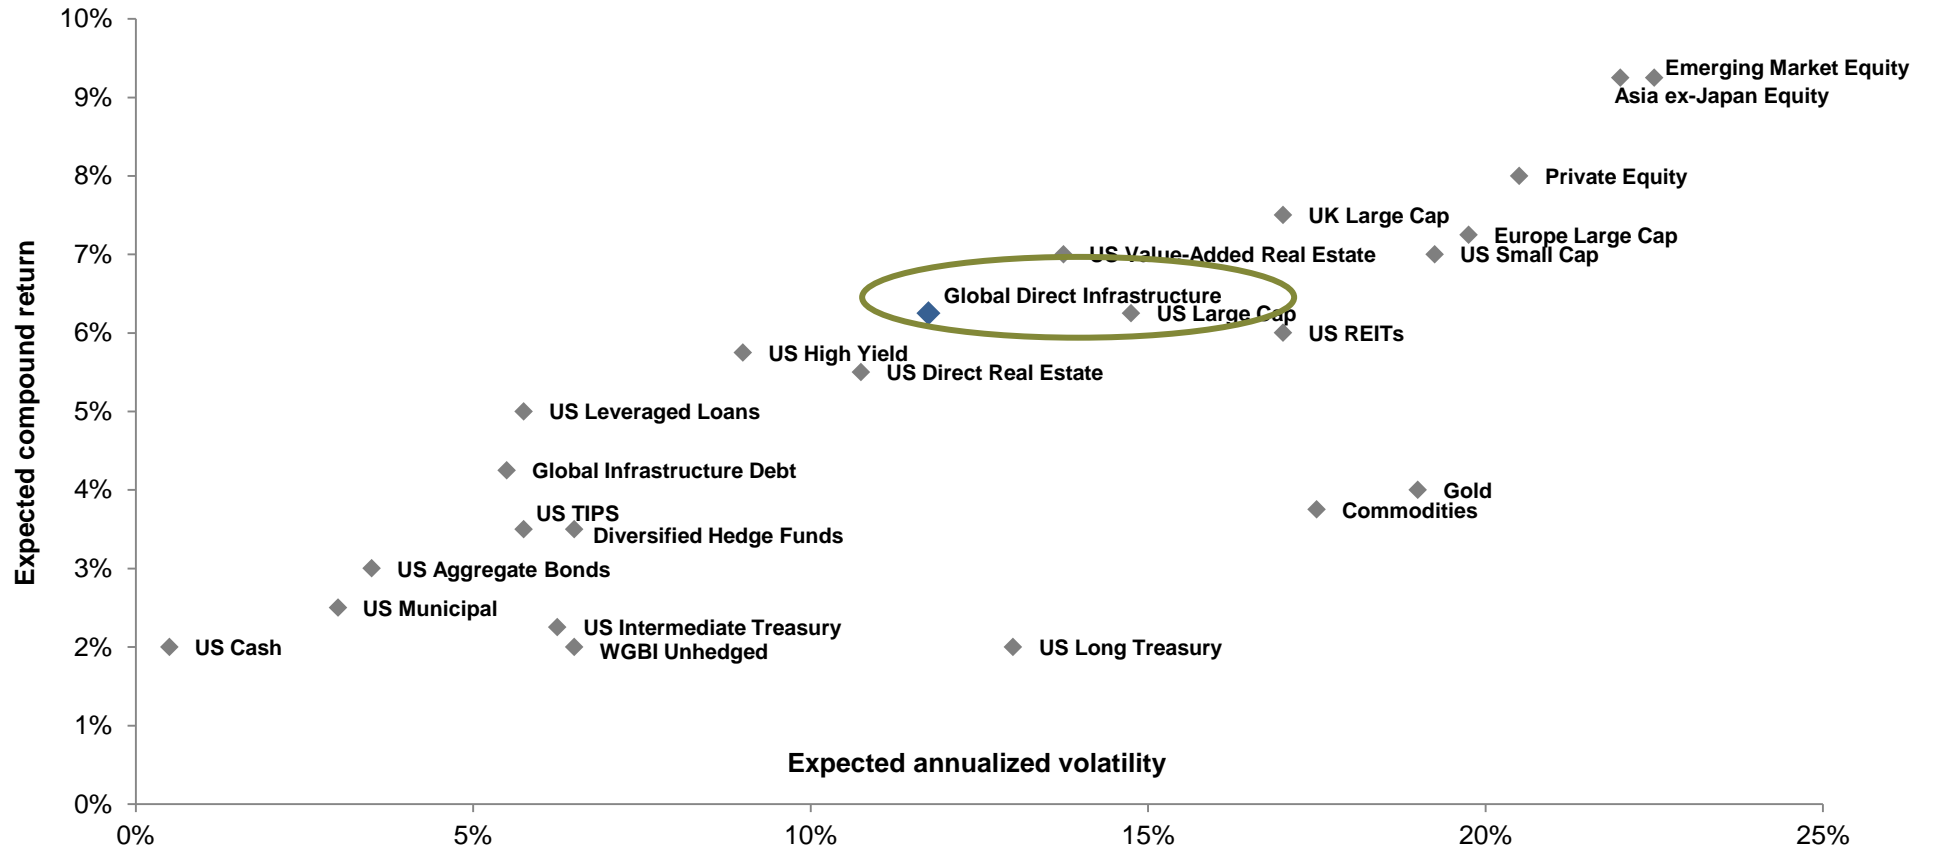 10%
Emerging Market Equity
9%
Asia ex-Japan Equity
8%
Private Equity
UK Large Cap
Europe Large Cap
7%
US Value-Added Real Estate
US Small Cap
Global Direct Infrastructure
US Large Cap
6%
US REITs
US High Yield
US Direct Real Estate
5%
US Leveraged Loans
Global Infrastructure Debt
4%
Gold
Commodities
US TIPS
Diversified Hedge Funds
3%
US Aggregate Bonds
US Municipal
US Intermediate Treasury
2%
US Cash
WGBI Unhedged
US Long Treasury
1%
Expected annualized volatility
0%
Expected compound return
0%
5%
10%
15%
20%
25%